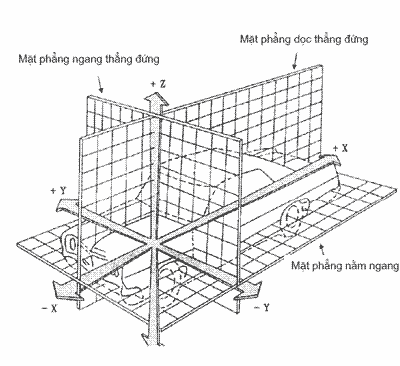 Mặt phẳng dọc thẳng đứng
Mặt phẳng ngang thẳng đứng
+ Z
+ X
+ Y
Mặt phẳng nằm ngang
- X
- Y